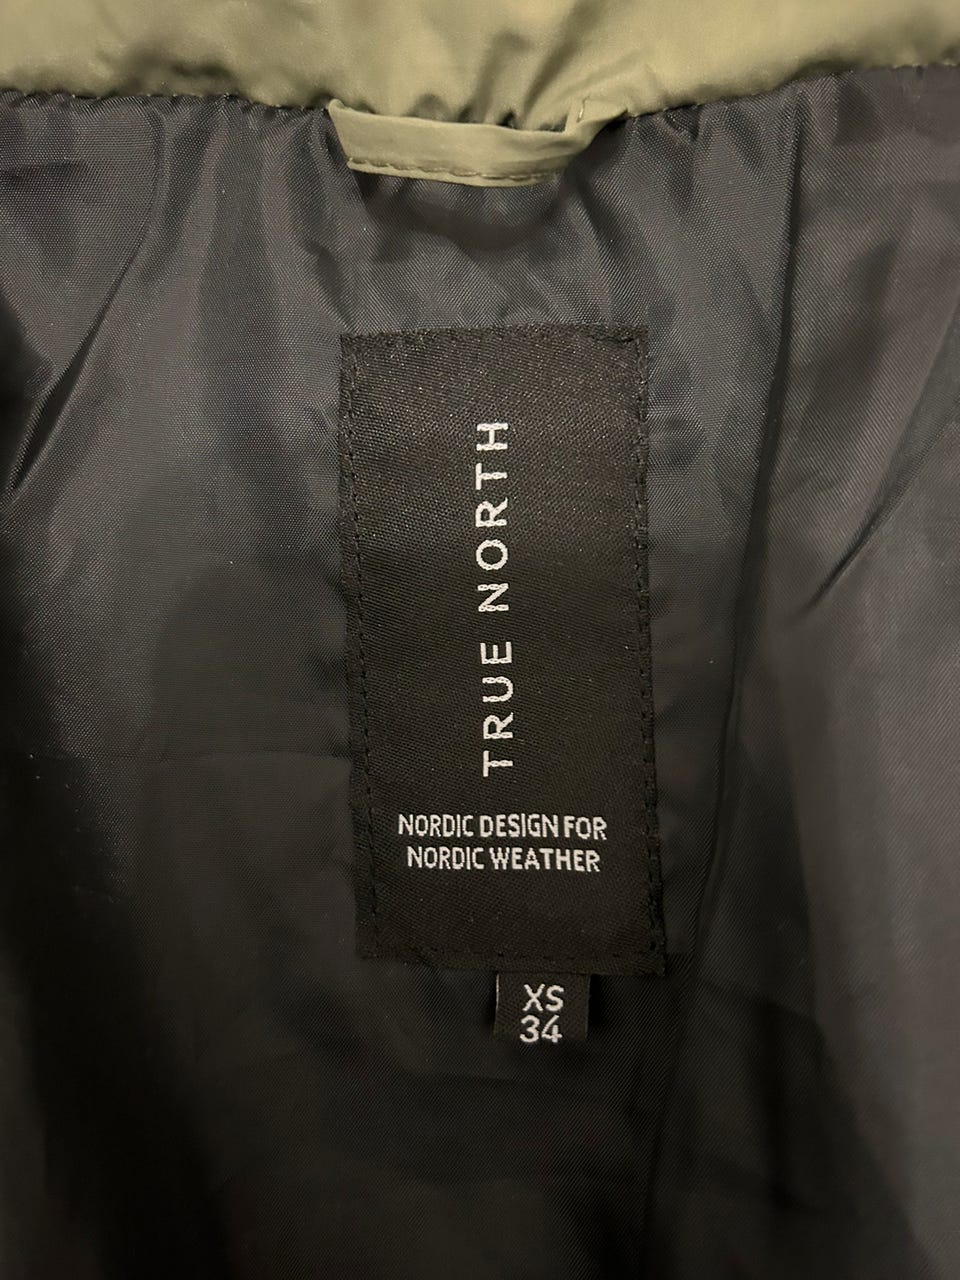 TRUE NORTH
NORDIC DESIGN FOR
NORDIC WEATHER
XS
34